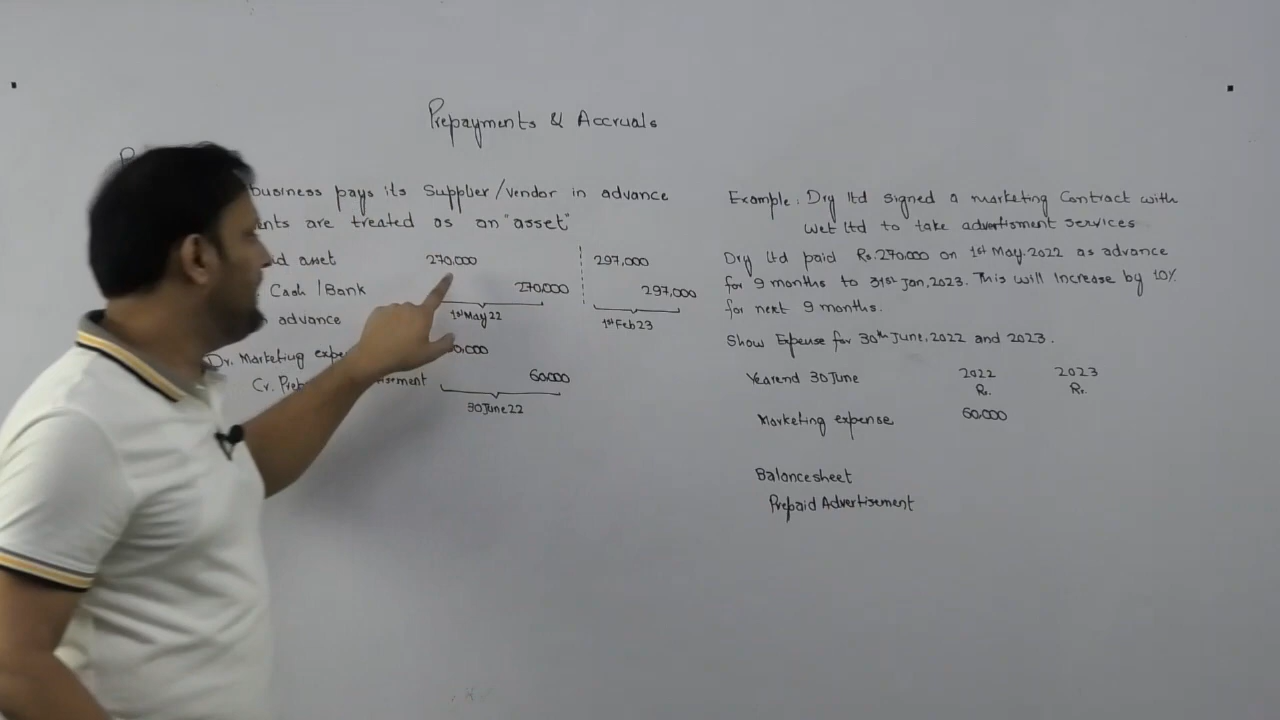 Prepayments & Accruals
business pays its Supplier/vendor in advance
are treated as an "asset"
asset 270,000 297,000
Cash/Bank 270,000 297,000
advance 1st May 22 1st Feb 23
Dr. Marketing
Cr. 60,000
30 June 22
Example: Dry ltd signed a marketing Contract with
Wet Ltd to take advertisment services
Dry Ltd paid Rs.270,000 on 1st May, 2022 as advance
for 9 months to 31st Jan, 2023. This will increase by 10%
for next 9 months.
Show Expense for 30th June, 2022 and 2023.
Yearend 30 June 2022 2023
Rs. Rs.
Marketing expense 60,000
Balancesheet
Prepaid Advertisement